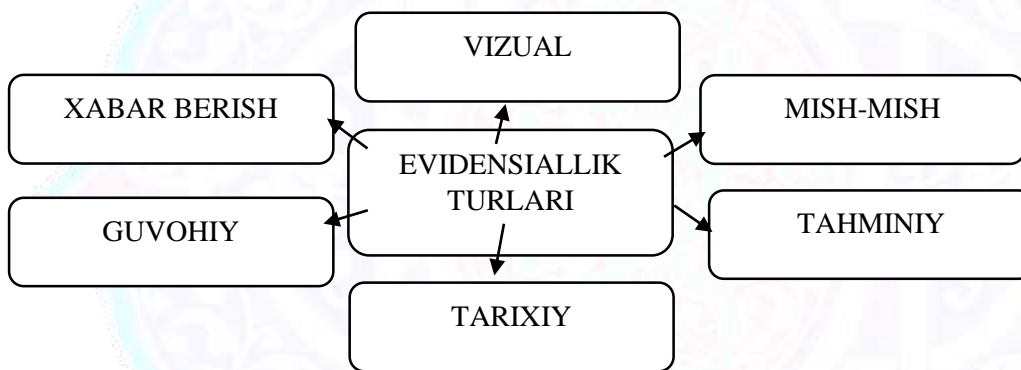 VIZUAL
XABAR BERISH
MISH-MISH
EVIDENSIALLIK
TURLARI
GUVOHIY
TAHMINIY
TARIXIY